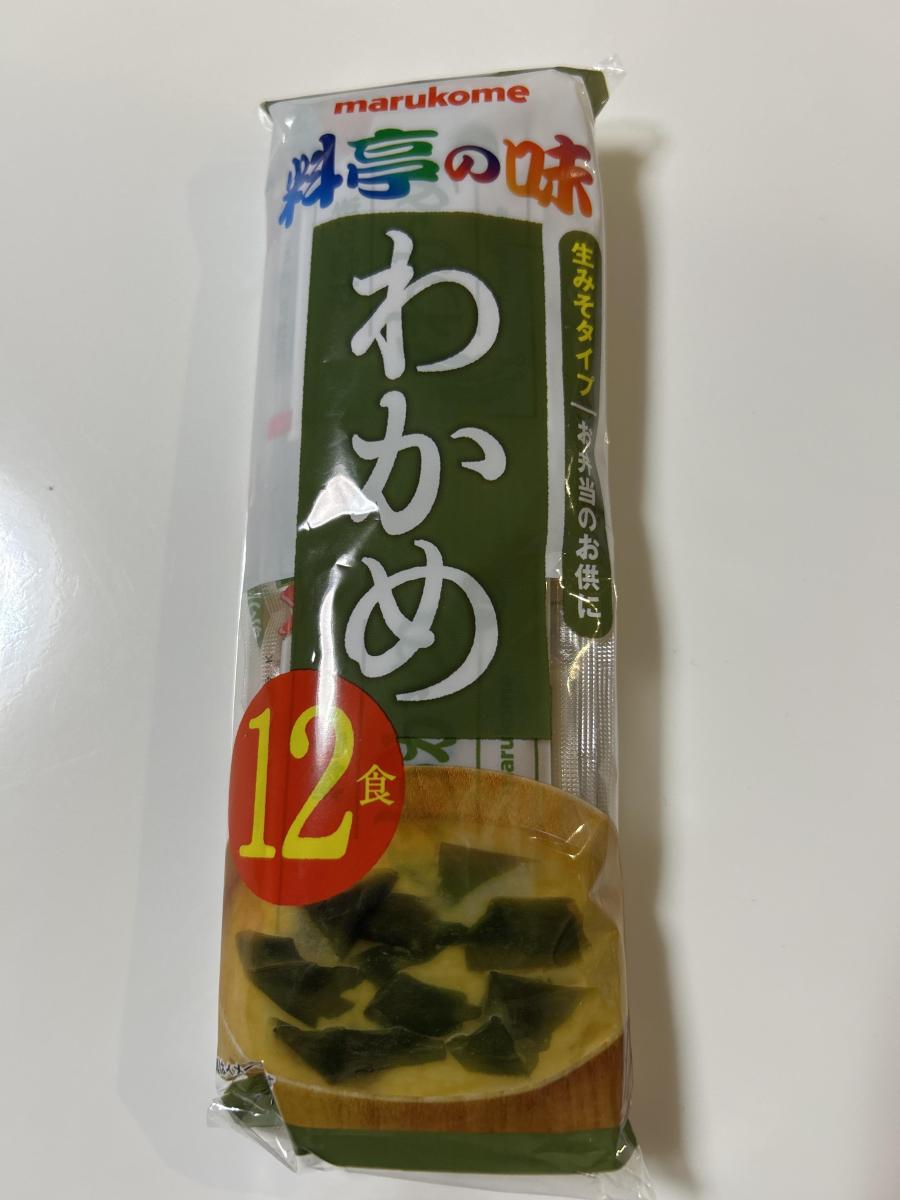 marukome
料亭の味
わかめ
生みそタイプ/お弁当のお供に
12食